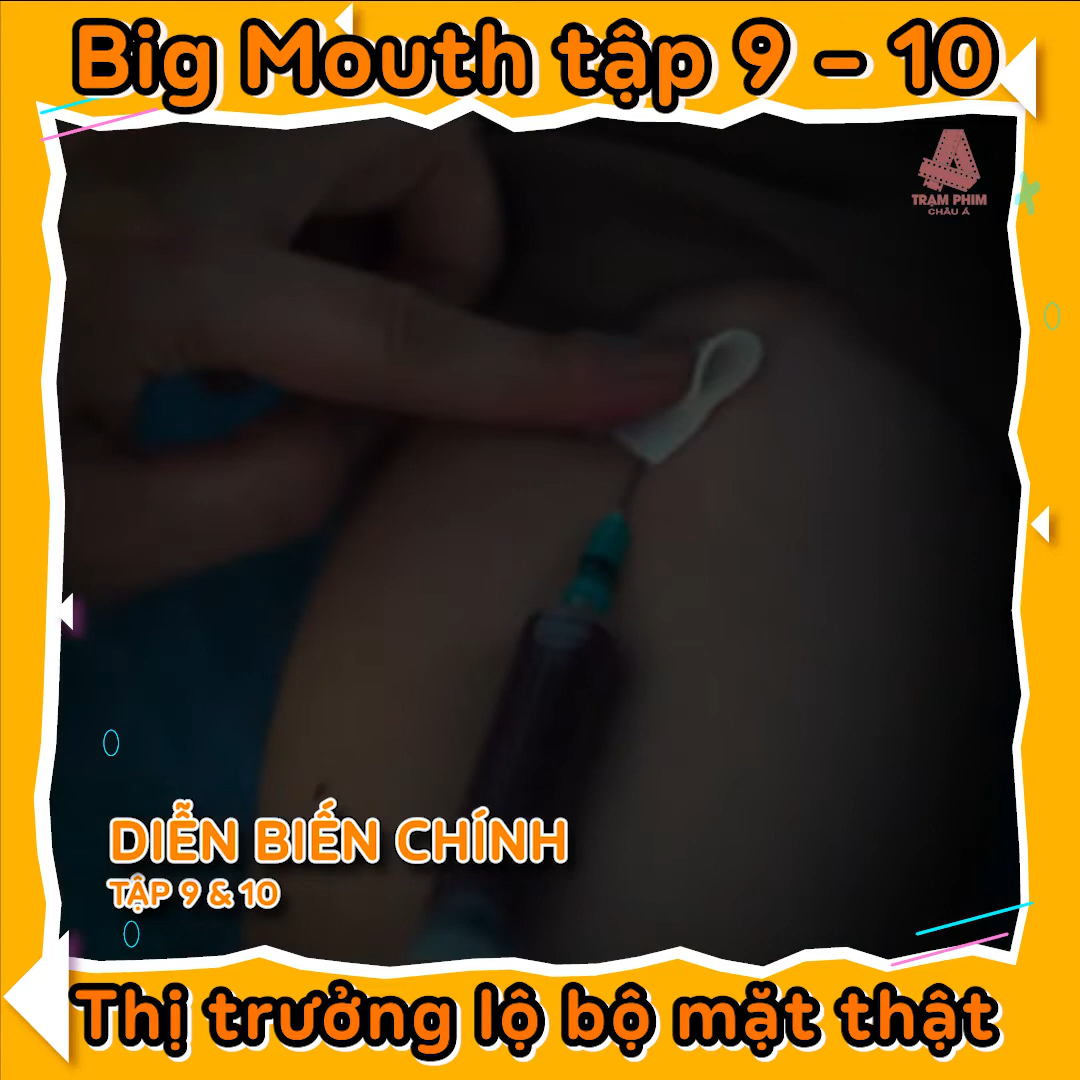 Big Mouth tập 9 – 10
TRẠM PHIM
CHÂU Á
DIỄN BIẾN CHÍNH
TẬP 9 & 10
Thị trưởng lộ bộ mặt thật